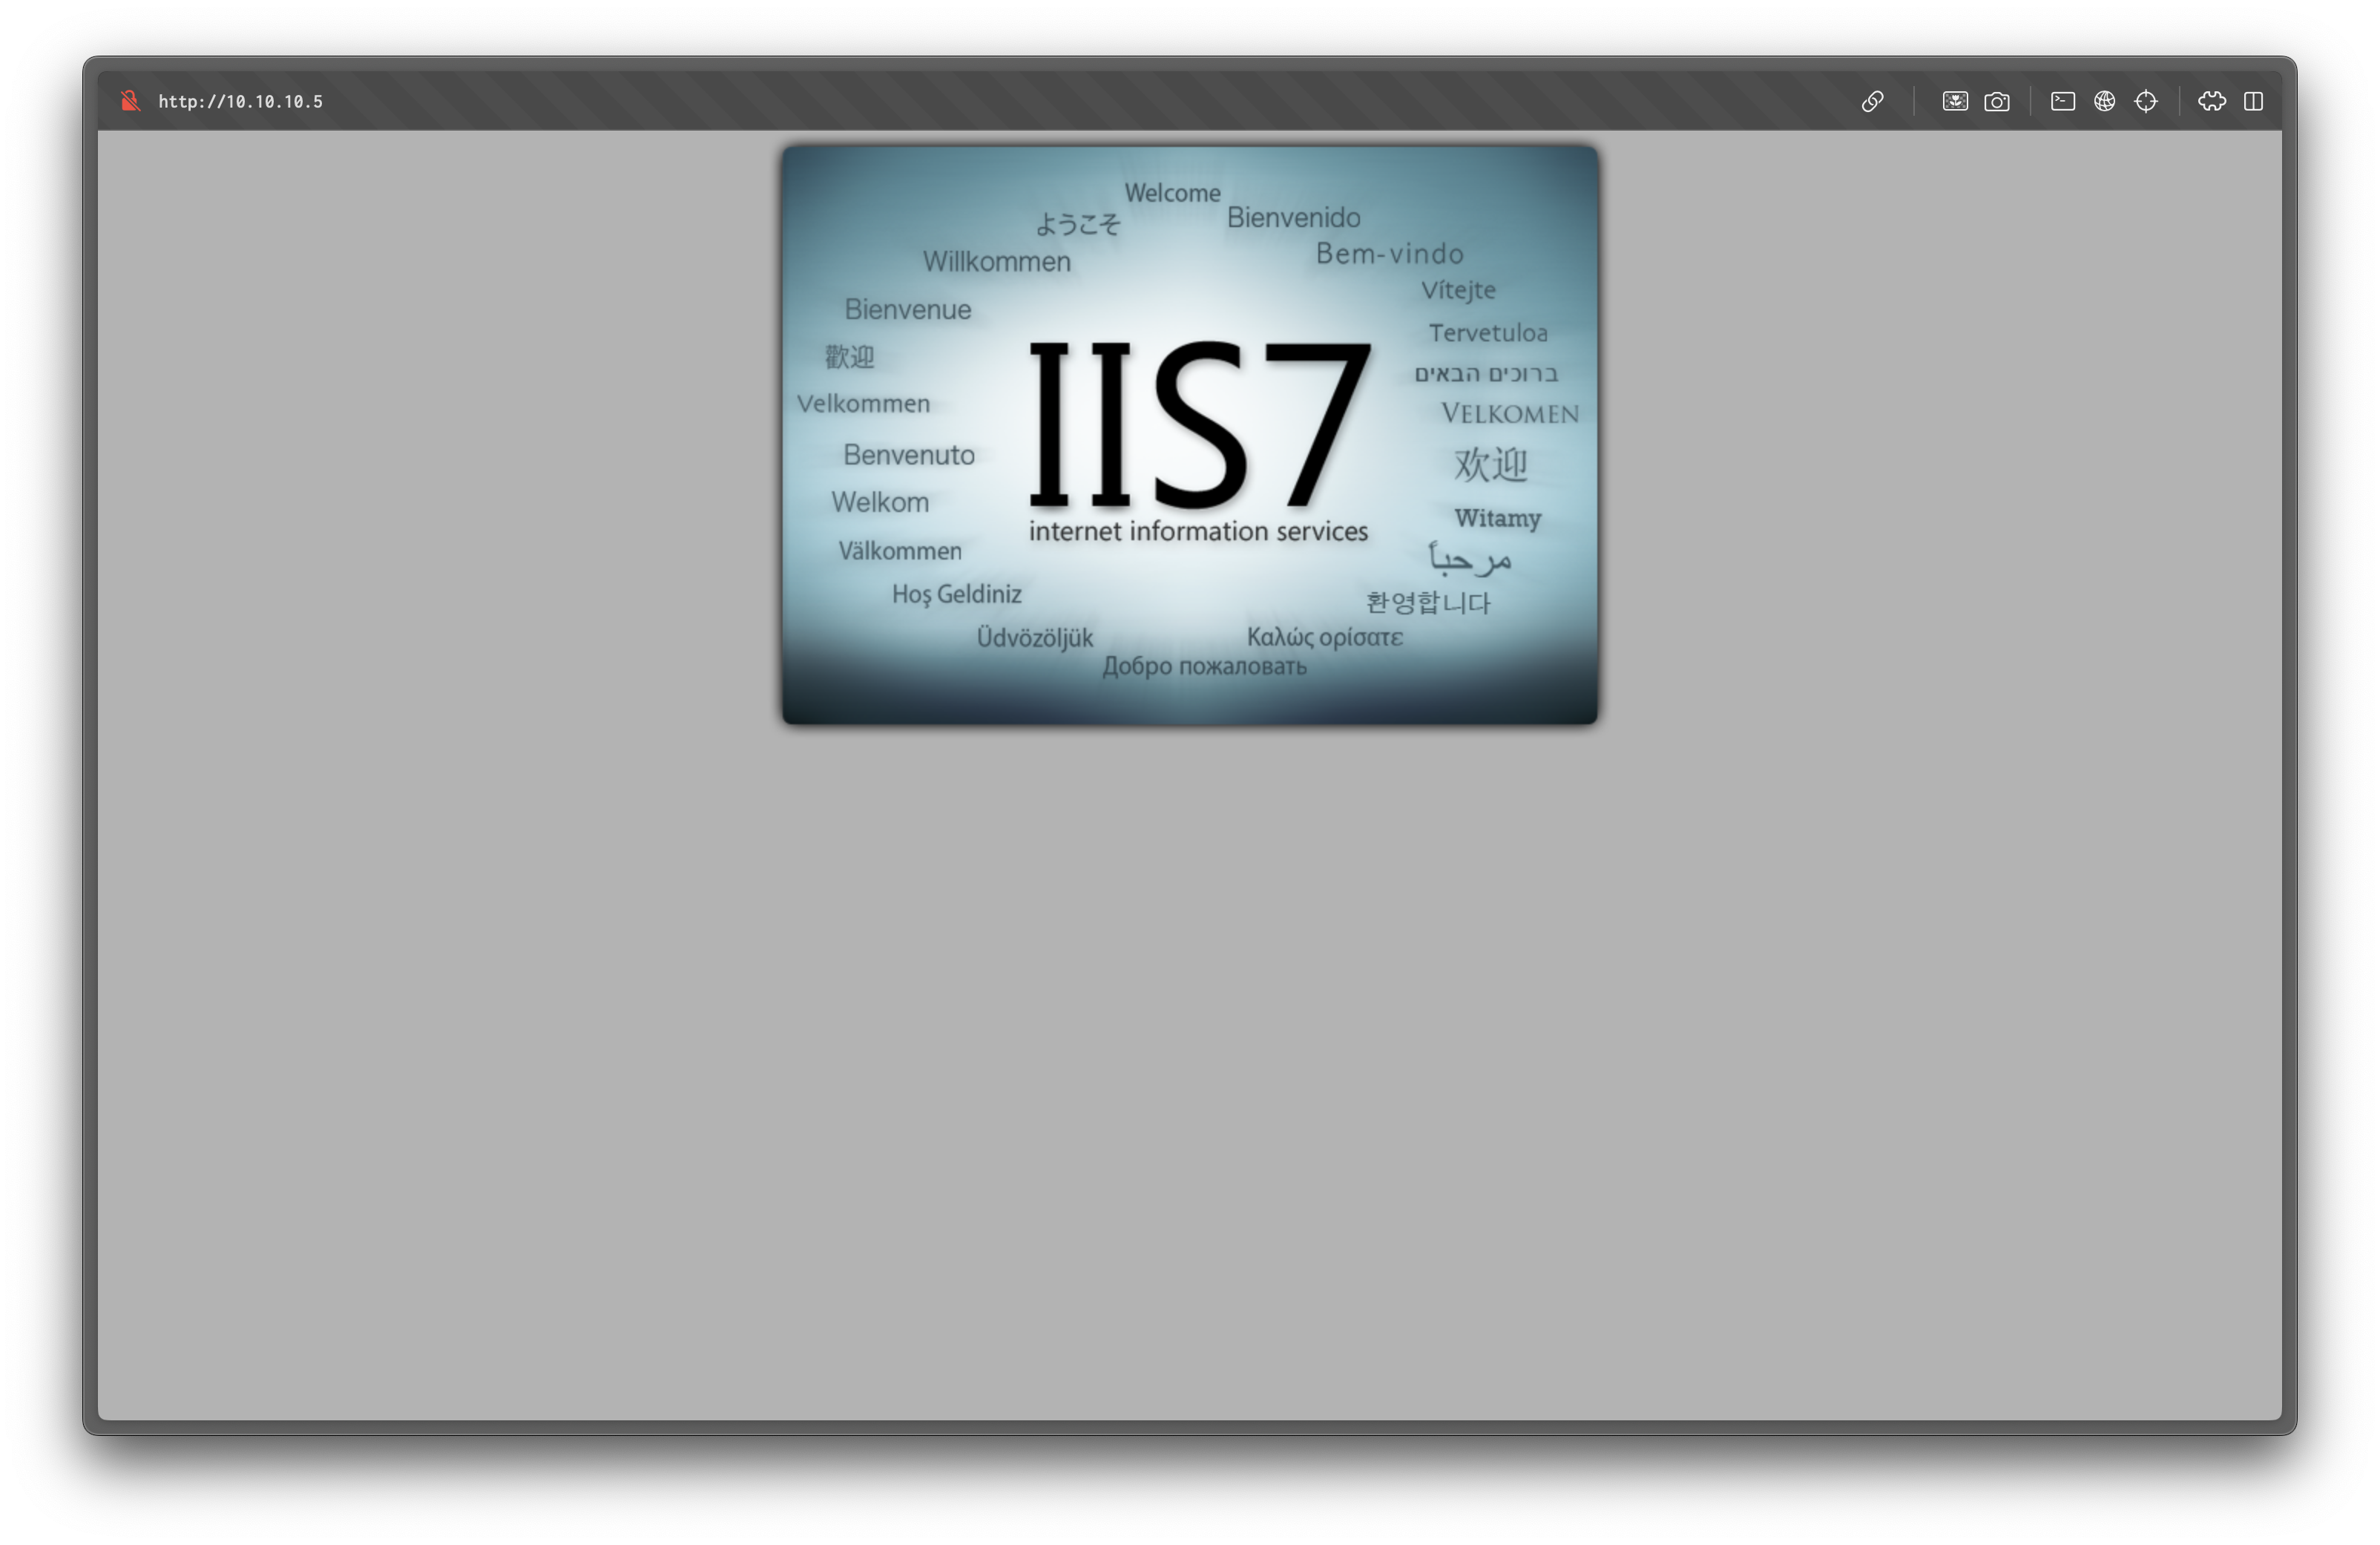 http://10.10.10.5
Welcome
ようこそ
Bienvenido
Willkommen
Bem-vindo
Vítejte
Bienvenue
Tervetuloa
歡迎
ברוכים הבאים
Velkommen
VELKOMEN
Benvenuto
欢迎
Welkom
Witamy
Välkommen
مرحباً
Hoş Geldiniz
환영합니다
Üdvözöljük
Καλώς ορίσατε
Добро пожаловать
IIS7
internet information services